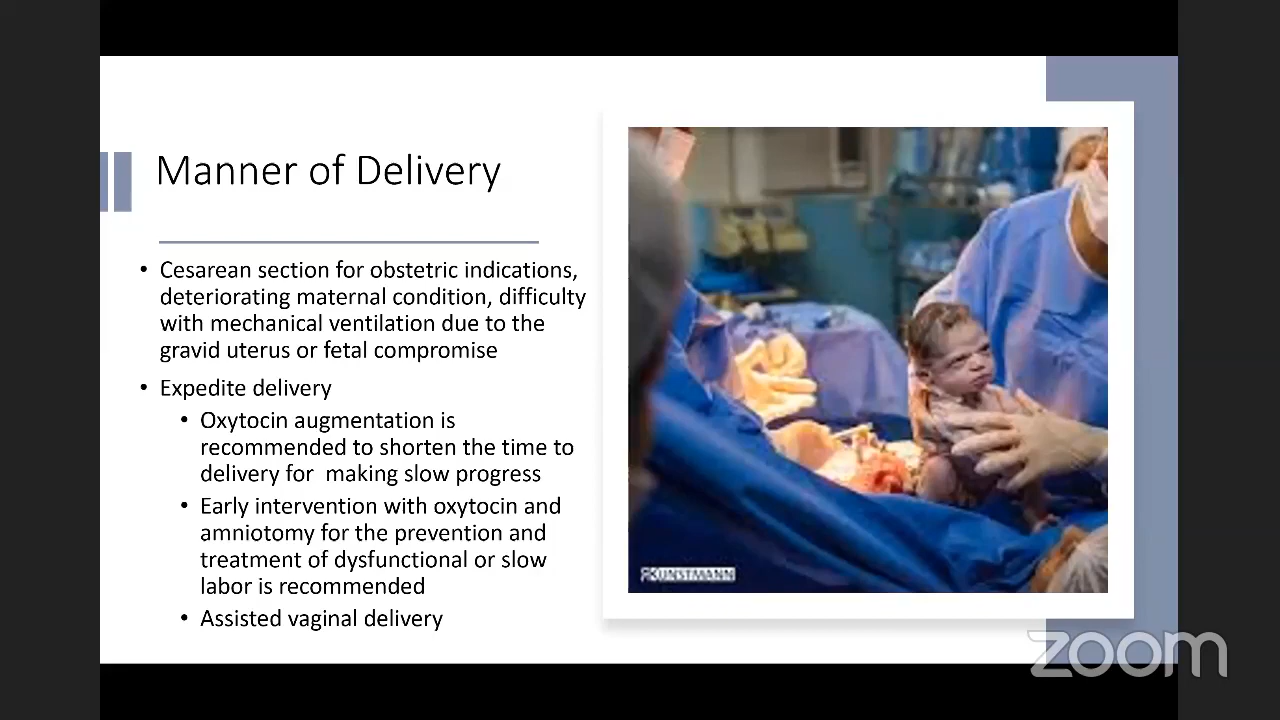 Manner of Delivery
• Cesarean section for obstetric indications,
deteriorating maternal condition, difficulty
with mechanical ventilation due to the
gravid uterus or fetal compromise
• Expedite delivery
• Oxytocin augmentation is
recommended to shorten the time to
delivery for  making slow progress
• Early intervention with oxytocin and
amniotomy for the prevention and
treatment of dysfunctional or slow
labor is recommended
• Assisted vaginal delivery
zoom